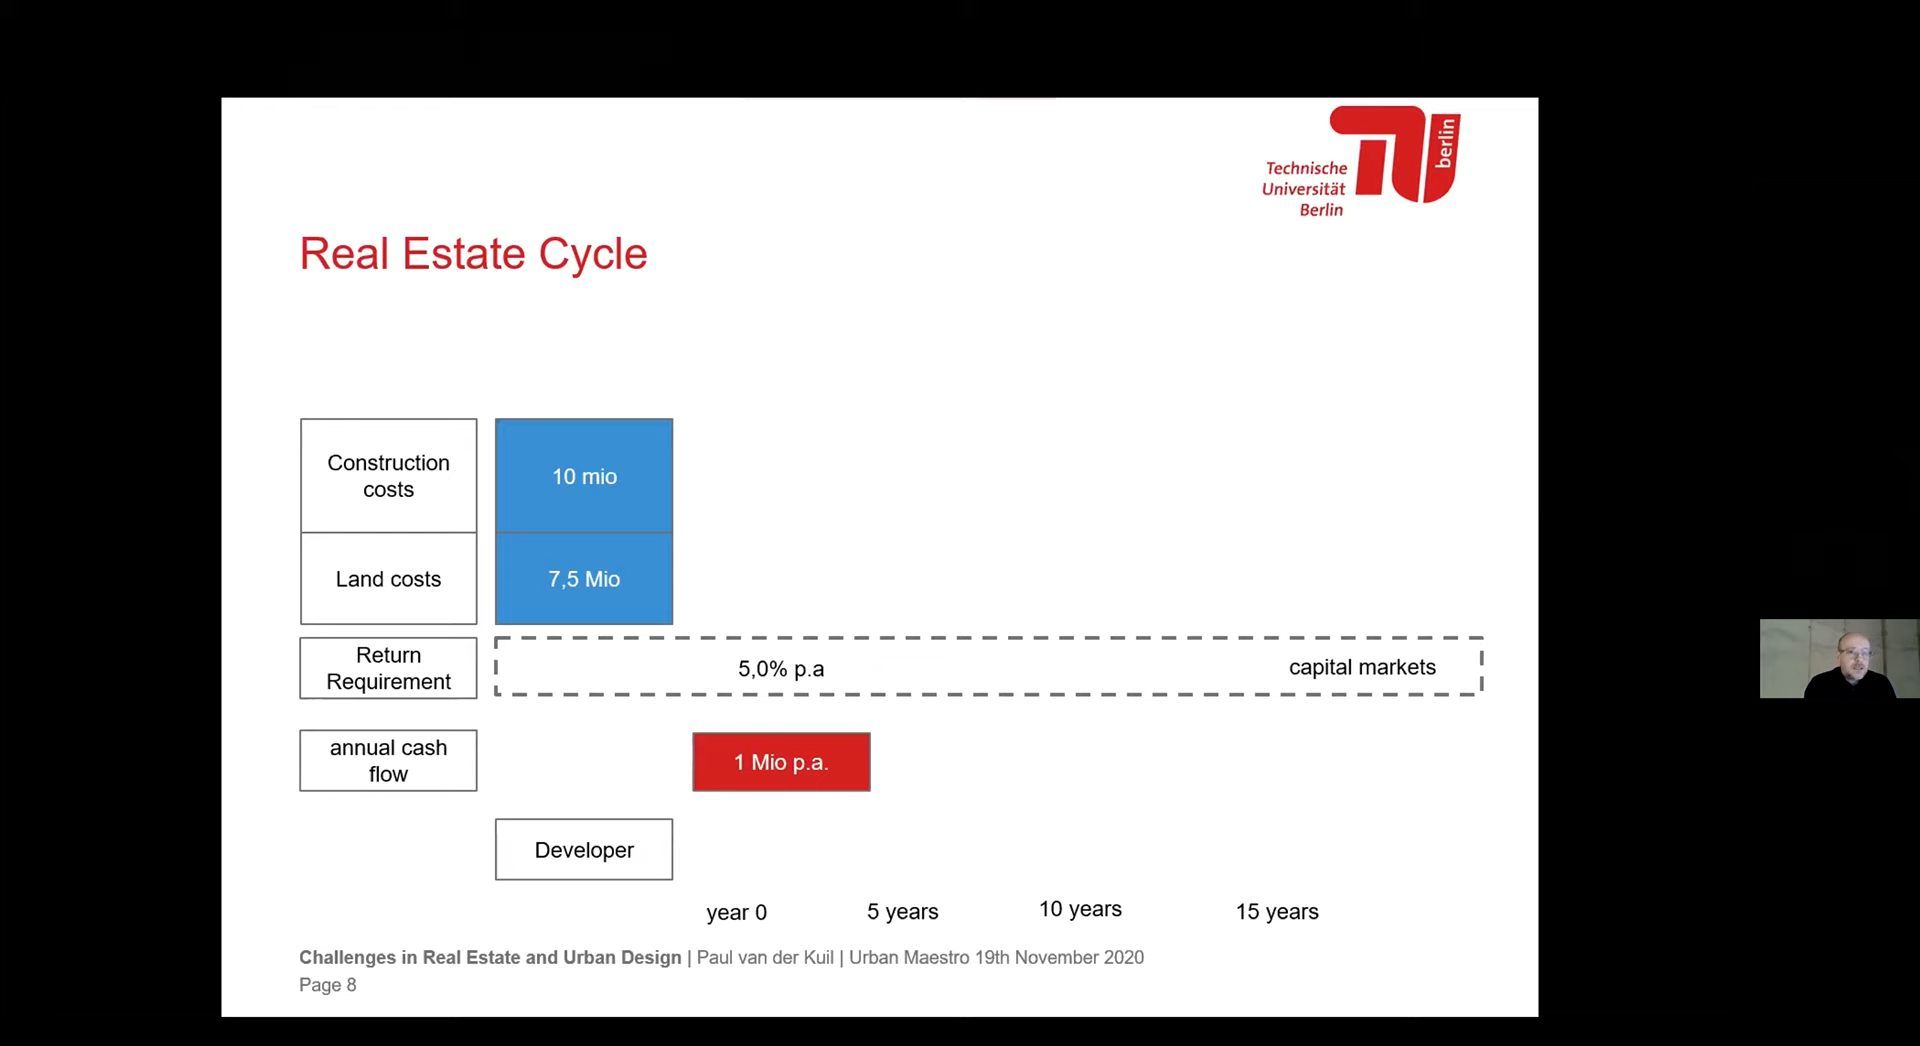 berlin
Technische
Universität
Berlin
Real Estate Cycle
Construction
costs
10 mio
Land costs
7,5 Mio
Return
Requirement
5,0% p.a
capital markets
annual cash
flow
1 Mio p.a.
Developer
year 0
5 years
10 years
15 years
Challenges in Real Estate and Urban Design | Paul van der Kuil | Urban Maestro 19th November 2020
Page 8